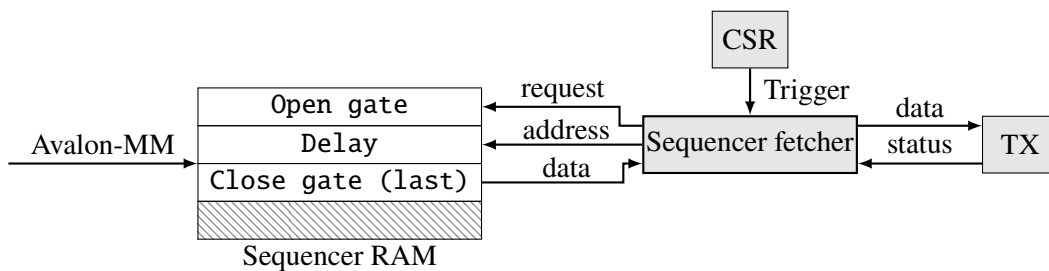 CSR
Trigger
Avalon-MM
Open gate
Delay
Close gate (last)
Sequencer RAM
request
address
data
Sequencer fetcher
data
status
TX